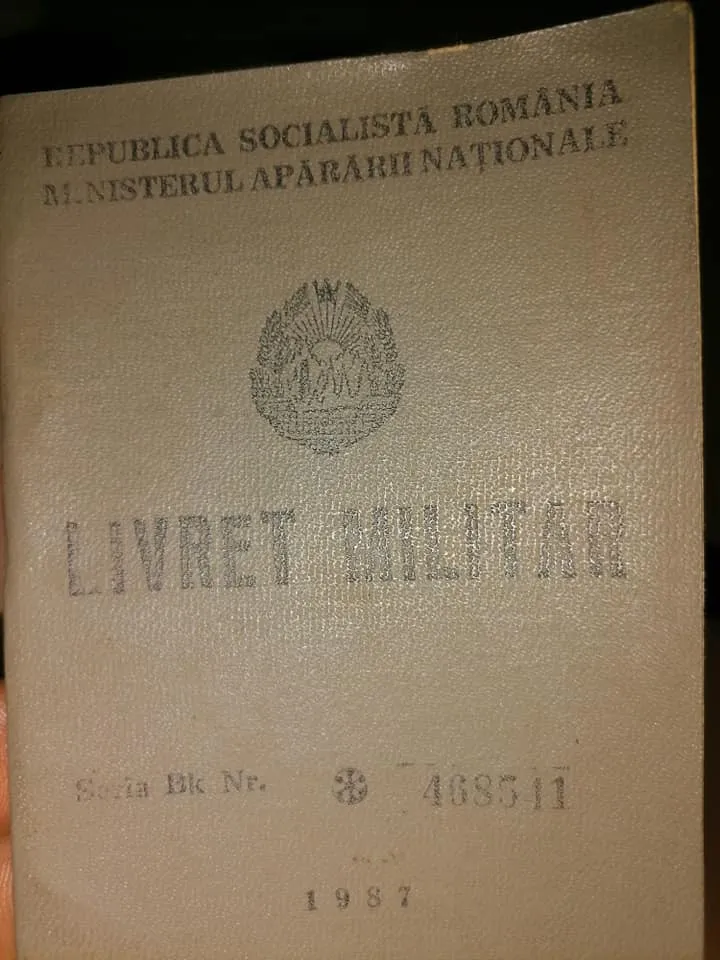 REPUBLICA SOCIALISTĂ ROMÂNIA
MINISTERUL APĂRĂRII NAȚIONALE
LIVRET MILITAR
Seria Bk Nr. 468541
1987